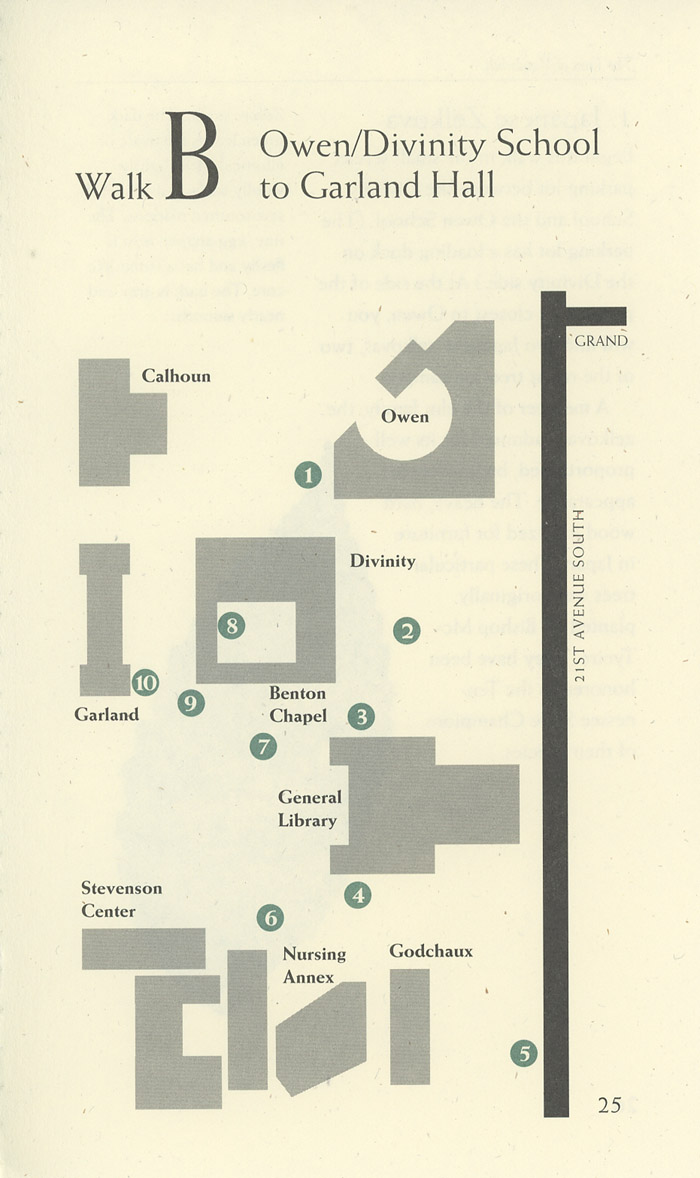 Walk B Owen/Divinity School
to Garland Hall
GRAND
Calhoun
Owen
1
21ST AVENUE SOUTH
Divinity
8
2
10
9
Garland
Benton
Chapel
3
7
General
Library
Stevenson
Center
4
6
Nursing
Annex
Godchaux
5
25